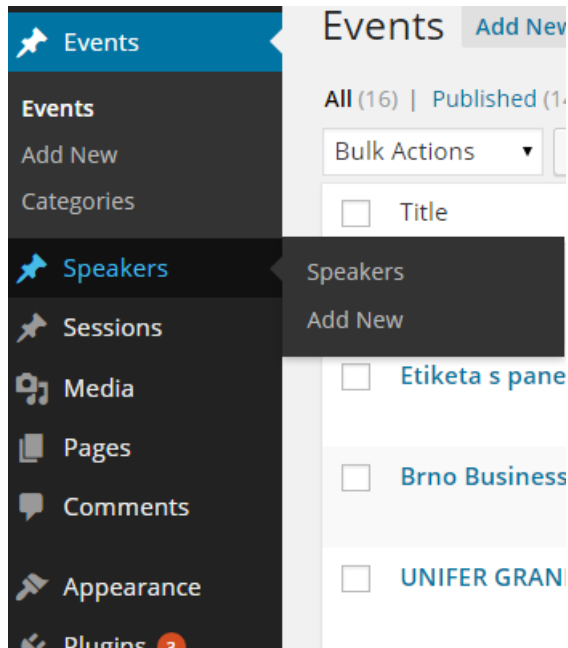 Events
Events
Add New
Categories
Speakers
Sessions
Media
Pages
Comments
Appearance
Plugins 3
Speakers
Add New
Events Add New
All (16) | Published (14
Bulk Actions
Title
Etiketa s pane
Brno Business
UNIFER GRAN